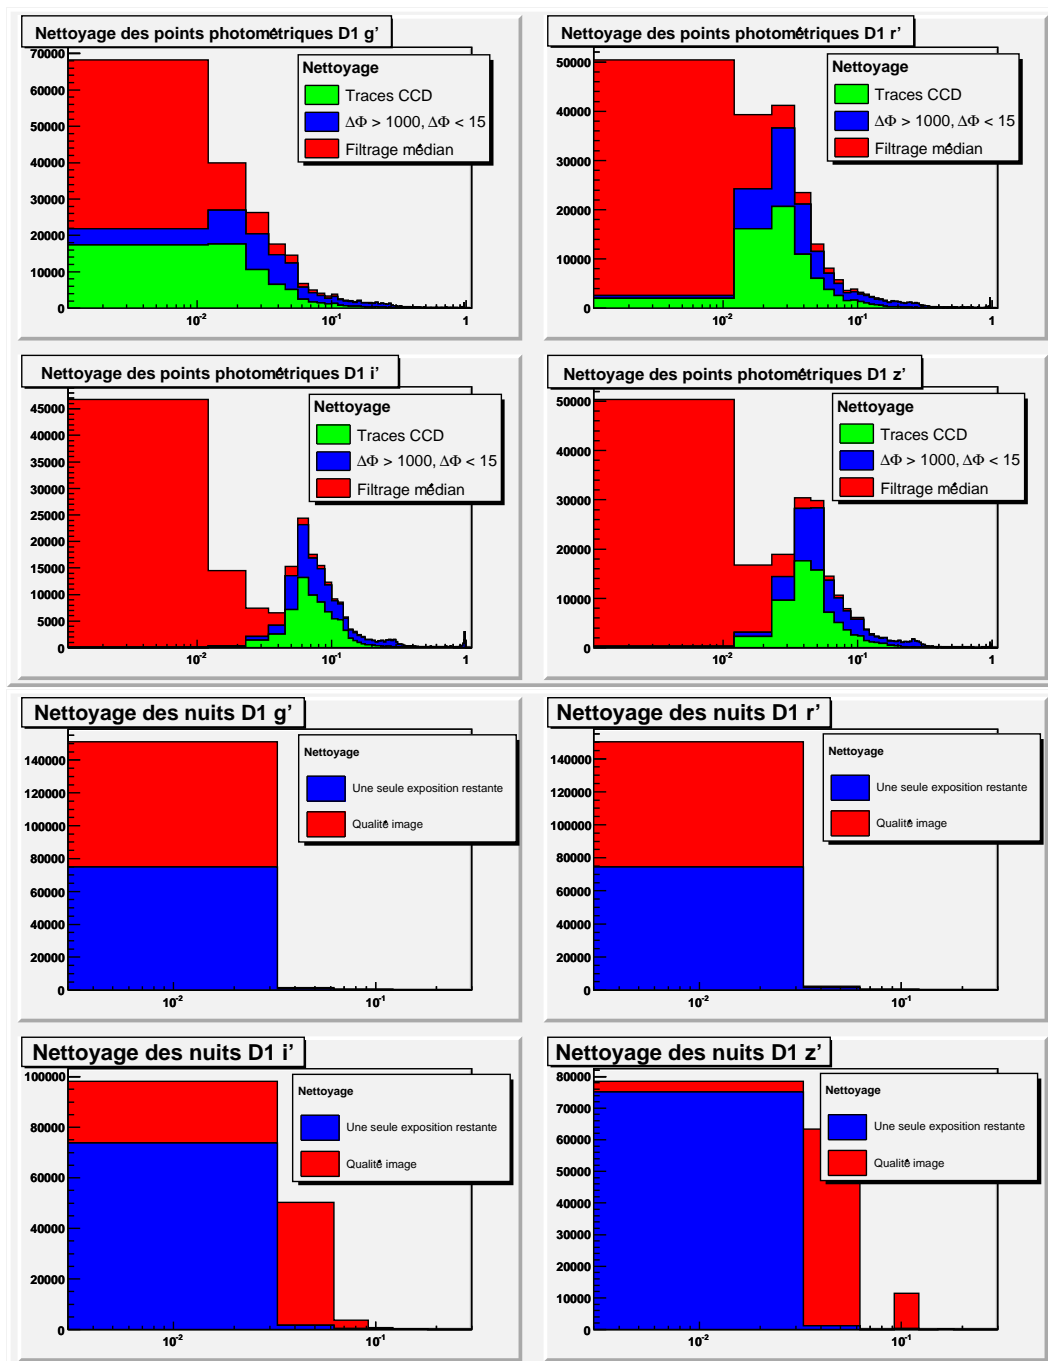 Nettoyage des points photométriques D1 g’
70000
60000
50000
40000
30000
20000
10000
0
10-2
10-1
1
Nettoyage
Traces CCD
ΔΦ > 1000, ΔΦ < 15
Filtrage médian
Nettoyage des points photométriques D1 r’
50000
40000
30000
20000
10000
0
10-2
10-1
1
Nettoyage
Traces CCD
ΔΦ > 1000, ΔΦ < 15
Filtrage médian
Nettoyage des points photométriques D1 i’
45000
40000
35000
30000
25000
20000
15000
10000
5000
0
10-2
10-1
1
Nettoyage
Traces CCD
ΔΦ > 1000, ΔΦ < 15
Filtrage médian
Nettoyage des points photométriques D1 z’
50000
40000
30000
20000
10000
0
10-2
10-1
1
Nettoyage
Traces CCD
ΔΦ > 1000, ΔΦ < 15
Filtrage médian
Nettoyage des nuits D1 g’
140000
120000
100000
80000
60000
40000
20000
0
10-2
10-1
Nettoyage
Une seule exposition restante
Qualité image
Nettoyage des nuits D1 r’
140000
120000
100000
80000
60000
40000
20000
0
10-2
10-1
Nettoyage
Une seule exposition restante
Qualité image
Nettoyage des nuits D1 i’
100000
80000
60000
40000
20000
0
10-2
10-1
Nettoyage
Une seule exposition restante
Qualité image
Nettoyage des nuits D1 z’
80000
70000
60000
50000
40000
30000
20000
10000
0
10-2
10-1
Nettoyage
Une seule exposition restante
Qualité image